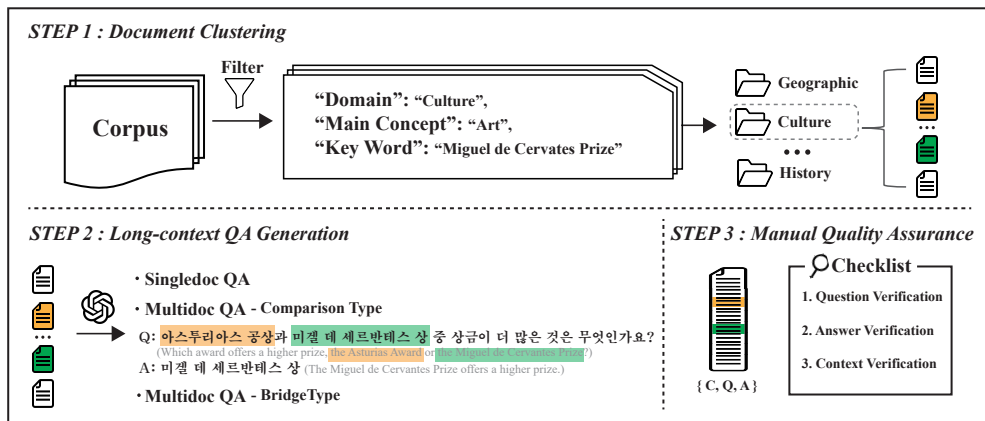 STEP 1 : Document Clustering
Corpus
Filter
“Domain”: “Culture”,
“Main Concept”: “Art”,
“Key Word”: “Miguel de Cervates Prize”
Geographic
Culture
•••
History
STEP 2 : Long-context QA Generation
· Singledoc QA
· Multidoc QA - Comparison Type
Q: 아스투리아스 공상과 미겔 데 세르반테스 상 중 상금이 더 많은 것은 무엇인가요?
(Which award offers a higher prize, the Asturias Award or the Miguel de Cervantes Prize?)
A: 미겔 데 세르반테스 상 (The Miguel de Cervantes Prize offers a higher prize.)
· Multidoc QA - BridgeType
STEP 3 : Manual Quality Assurance
{ C, Q, A }
Checklist
1. Question Verification
2. Answer Verification
3. Context Verification